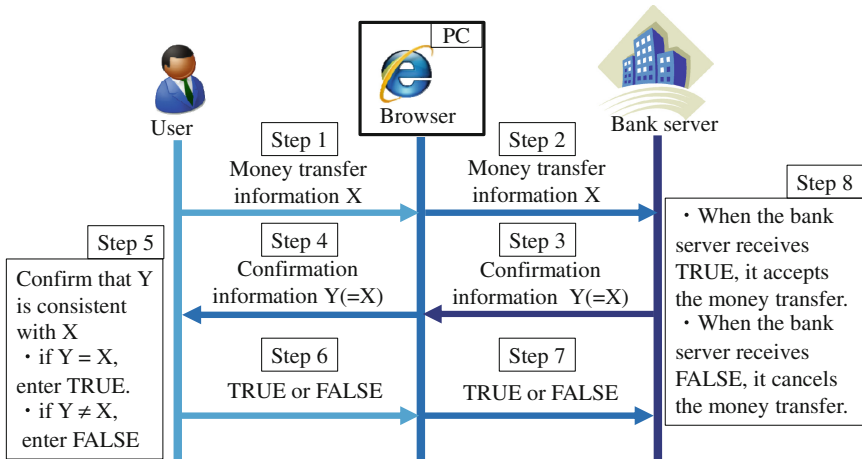 PC
User
Browser
Bank server
Step 1
Money transfer
information X
Step 2
Money transfer
information X
Step 3
Confirmation
information Y(=X)
Step 4
Confirmation
information Y(=X)
Step 5
Confirm that Y
is consistent
with X
・if Y = X,
enter TRUE.
・if Y ≠ X,
enter FALSE
Step 6
TRUE or FALSE
Step 7
TRUE or FALSE
Step 8
・When the bank
server receives
TRUE, it accepts
the money transfer.
・When the bank
server receives
FALSE, it cancels
the money transfer.